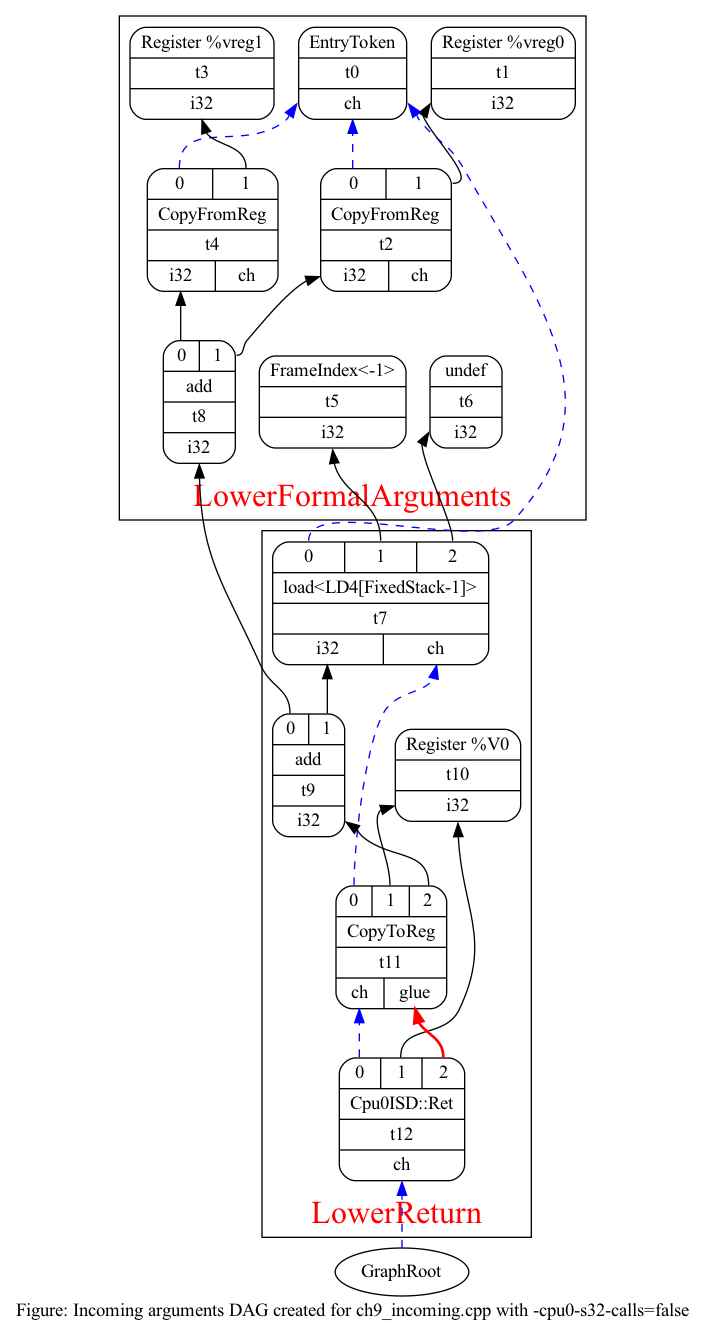 Register %vreg1
t3
i32
EntryToken
t0
ch
Register %vreg0
t1
i32
0 1
CopyFromReg
t4
i32 ch
0 1
CopyFromReg
t2
i32 ch
0 1
add
t8
i32
FrameIndex<-1>
t5
i32
undef
t6
i32
LowerFormalArguments
0 1 2
load<LD4[FixedStack-1]>
t7
i32 ch
0 1
add
t9
i32
Register %V0
t10
i32
0 1 2
CopyToReg
t11
ch glue
0 1 2
Cpu0ISD::Ret
t12
ch
LowerReturn
GraphRoot
Figure: Incoming arguments DAG created for ch9_incoming.cpp with -cpu0-s32-calls=false